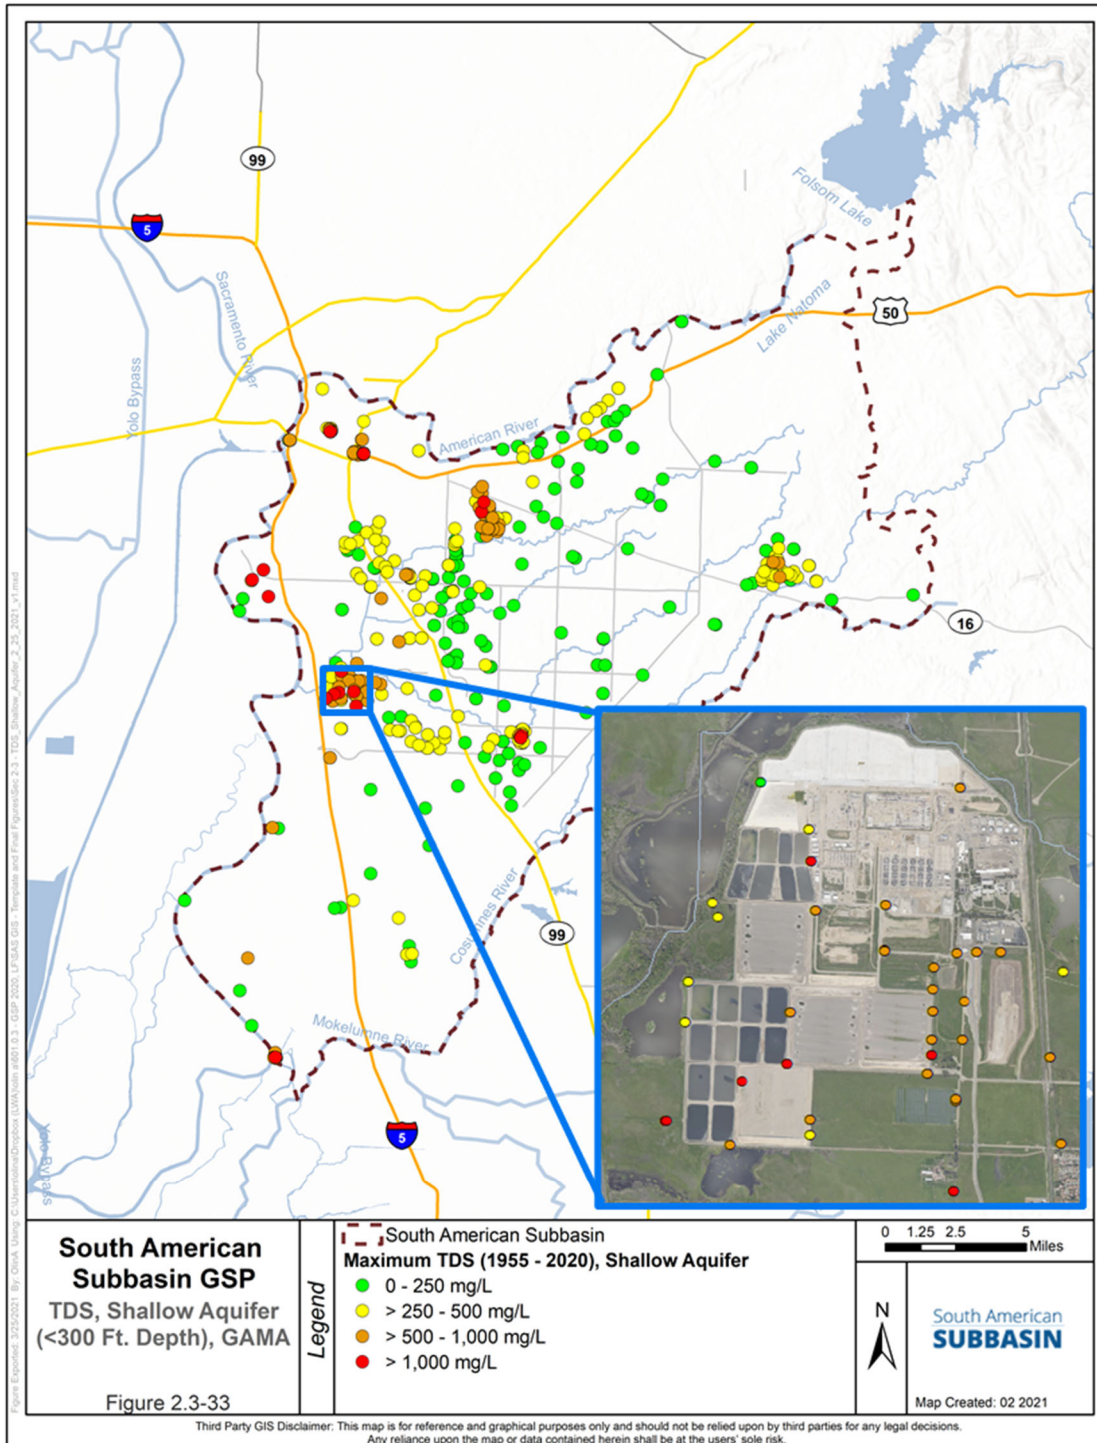 99
5
Folsom Lake
Sacramento River
Lake Natoma
50
Yolo Bypass
American River
16
Cosumnes River
99
Mokelumne River
5
Yolo Bypass
South American
Subbasin GSP
TDS, Shallow Aquifer
(<300 Ft. Depth), GAMA
Figure 2.3-33
Legend
South American Subbasin
Maximum TDS (1955 - 2020), Shallow Aquifer
0 - 250 mg/L
> 250 - 500 mg/L
> 500 - 1,000 mg/L
> 1,000 mg/L
0 1.25 2.5 5
Miles
N
South American
SUBBASIN
Map Created: 02 2021
Third Party GIS Disclaimer: This map is for reference and graphical purposes only and should not be relied upon by third parties for any legal decisions.
Any reliance upon the map or data contained herein shall be at the users' sole risk.